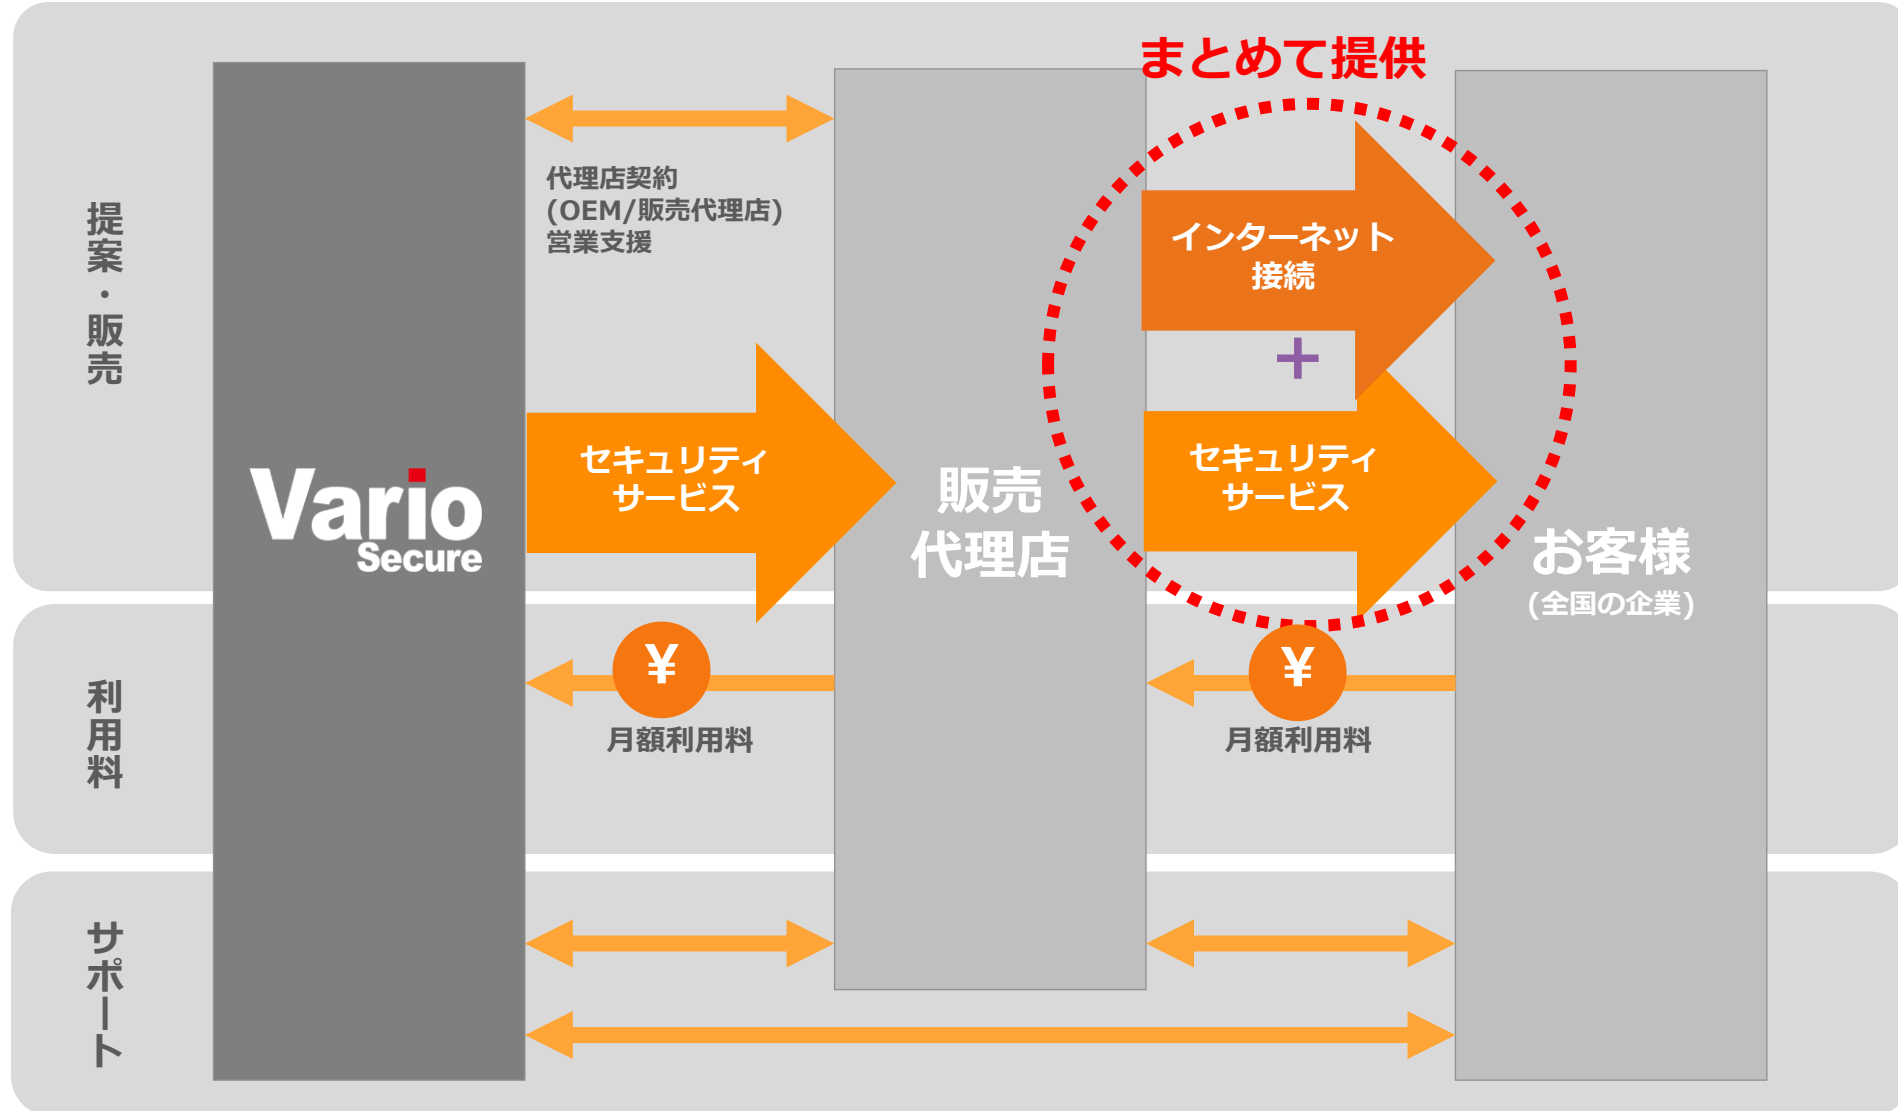 まとめて提供
提案・販売
代理店契約
(OEM/販売代理店)
営業支援
インターネット
接続
+
セキュリティ
サービス
セキュリティ
サービス
Vario
Secure
販売
代理店
お客様
(全国の企業)
利用料
¥
月額利用料
¥
月額利用料
サポート